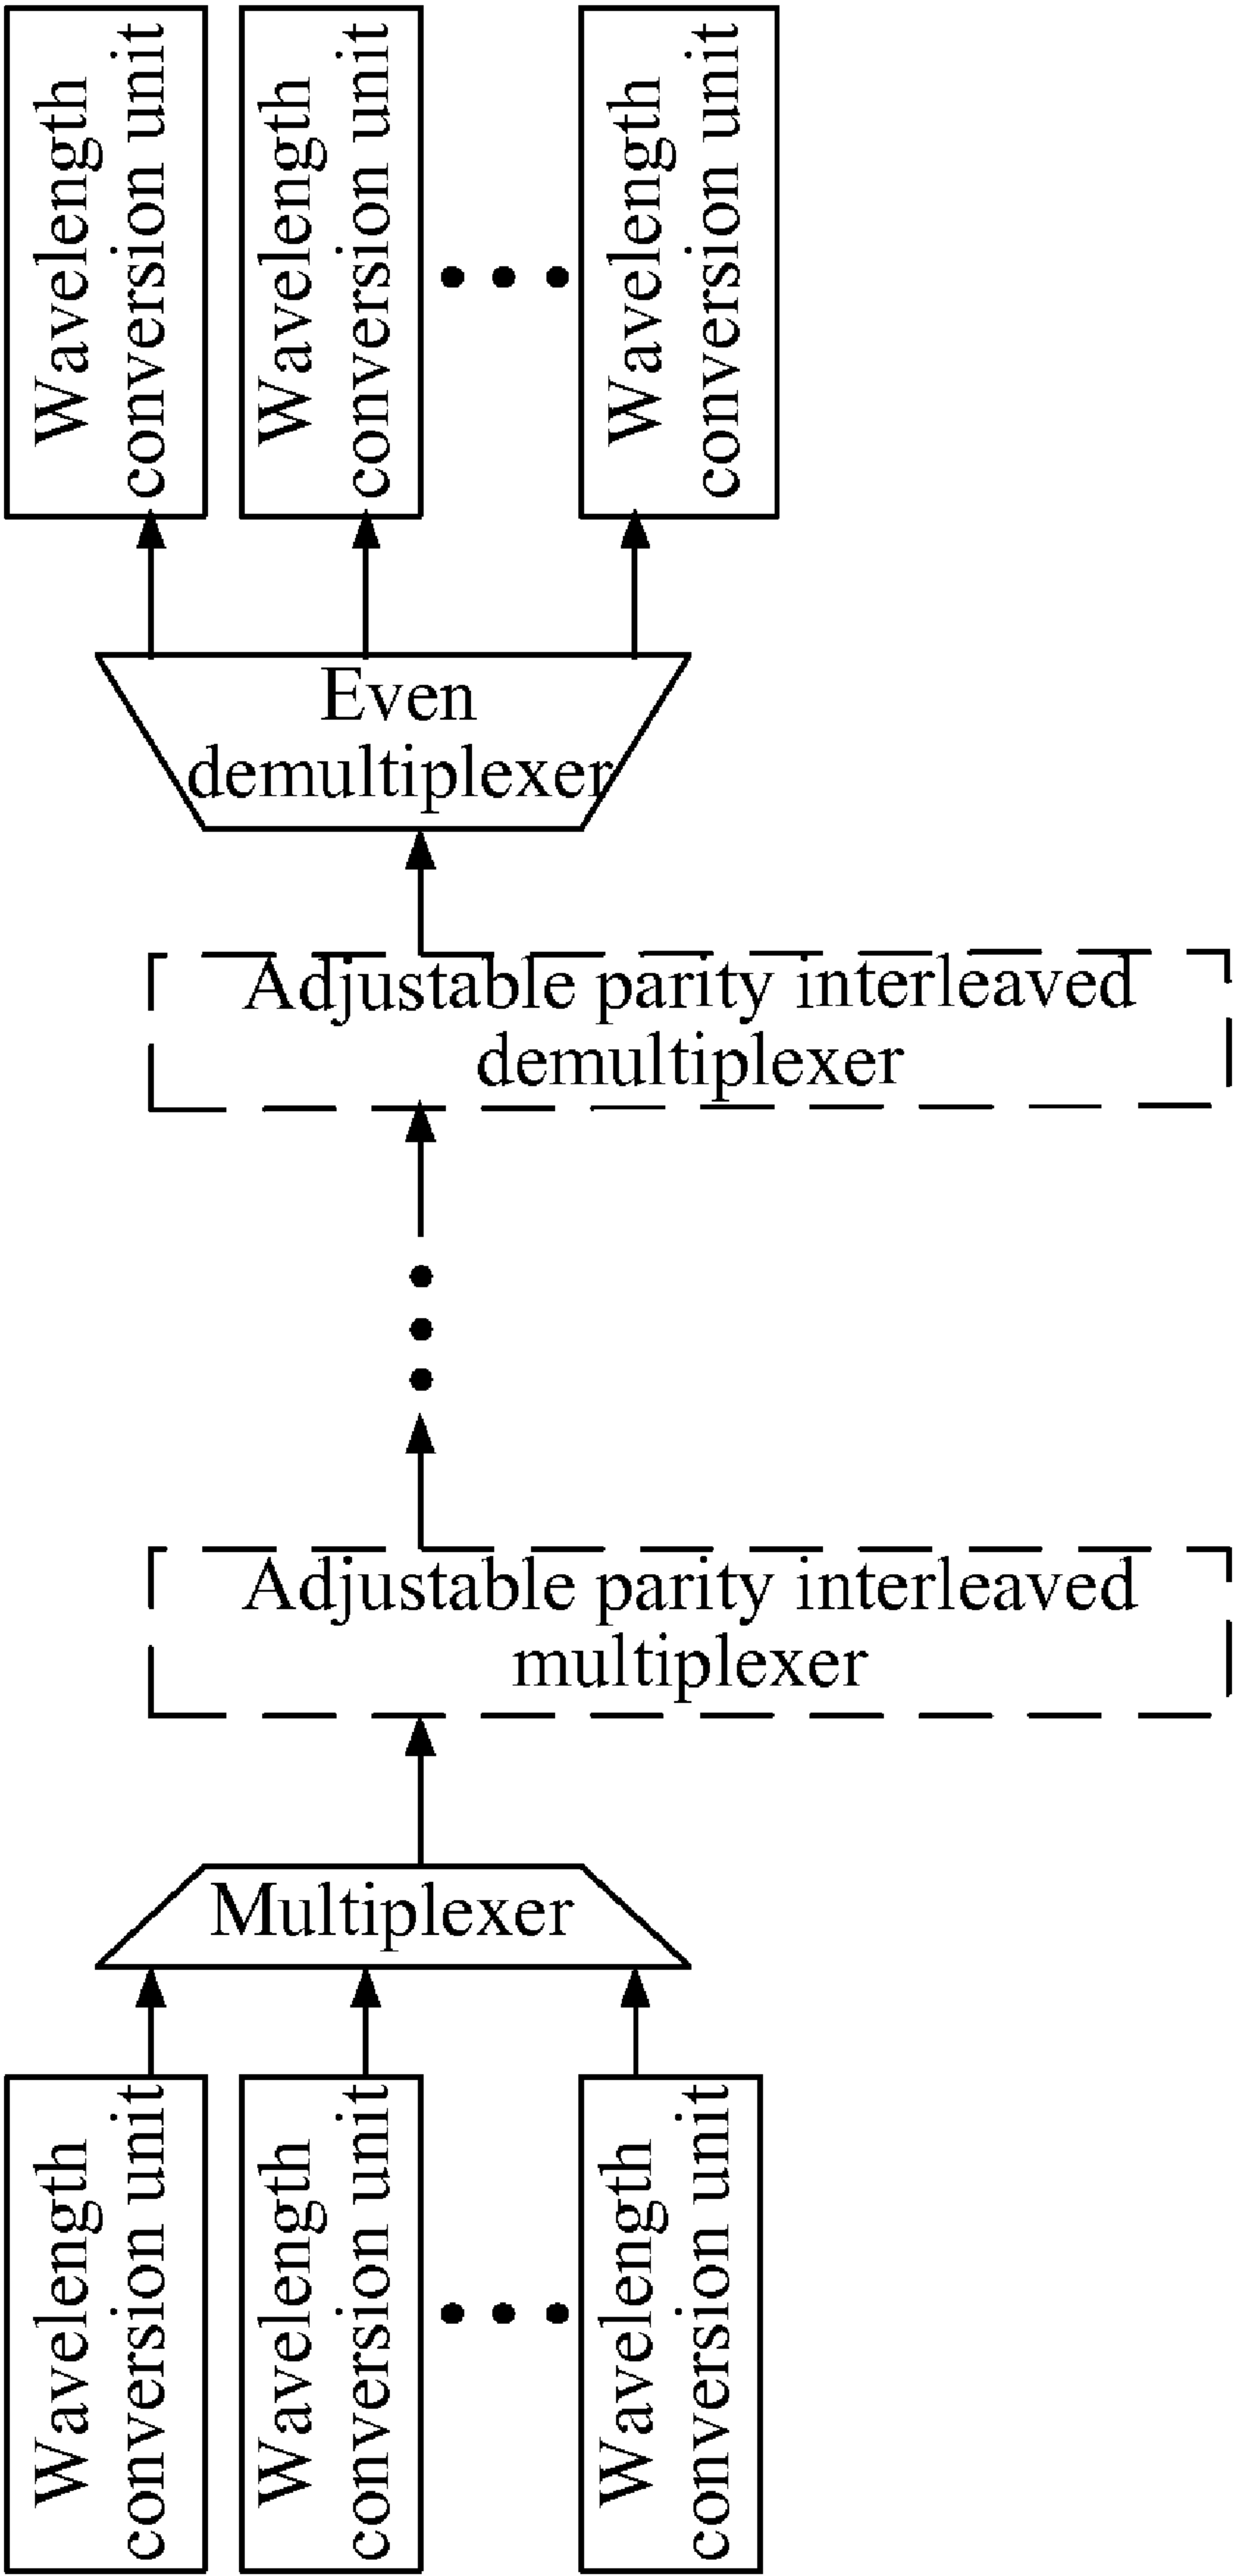 Wavelength
conversion unit
Wavelength
conversion unit
Wavelength
conversion unit
Even
demultiplexer
Adjustable parity interleaved
demultiplexer
Adjustable parity interleaved
multiplexer
Multiplexer
Wavelength
conversion unit
Wavelength
conversion unit
Wavelength
conversion unit